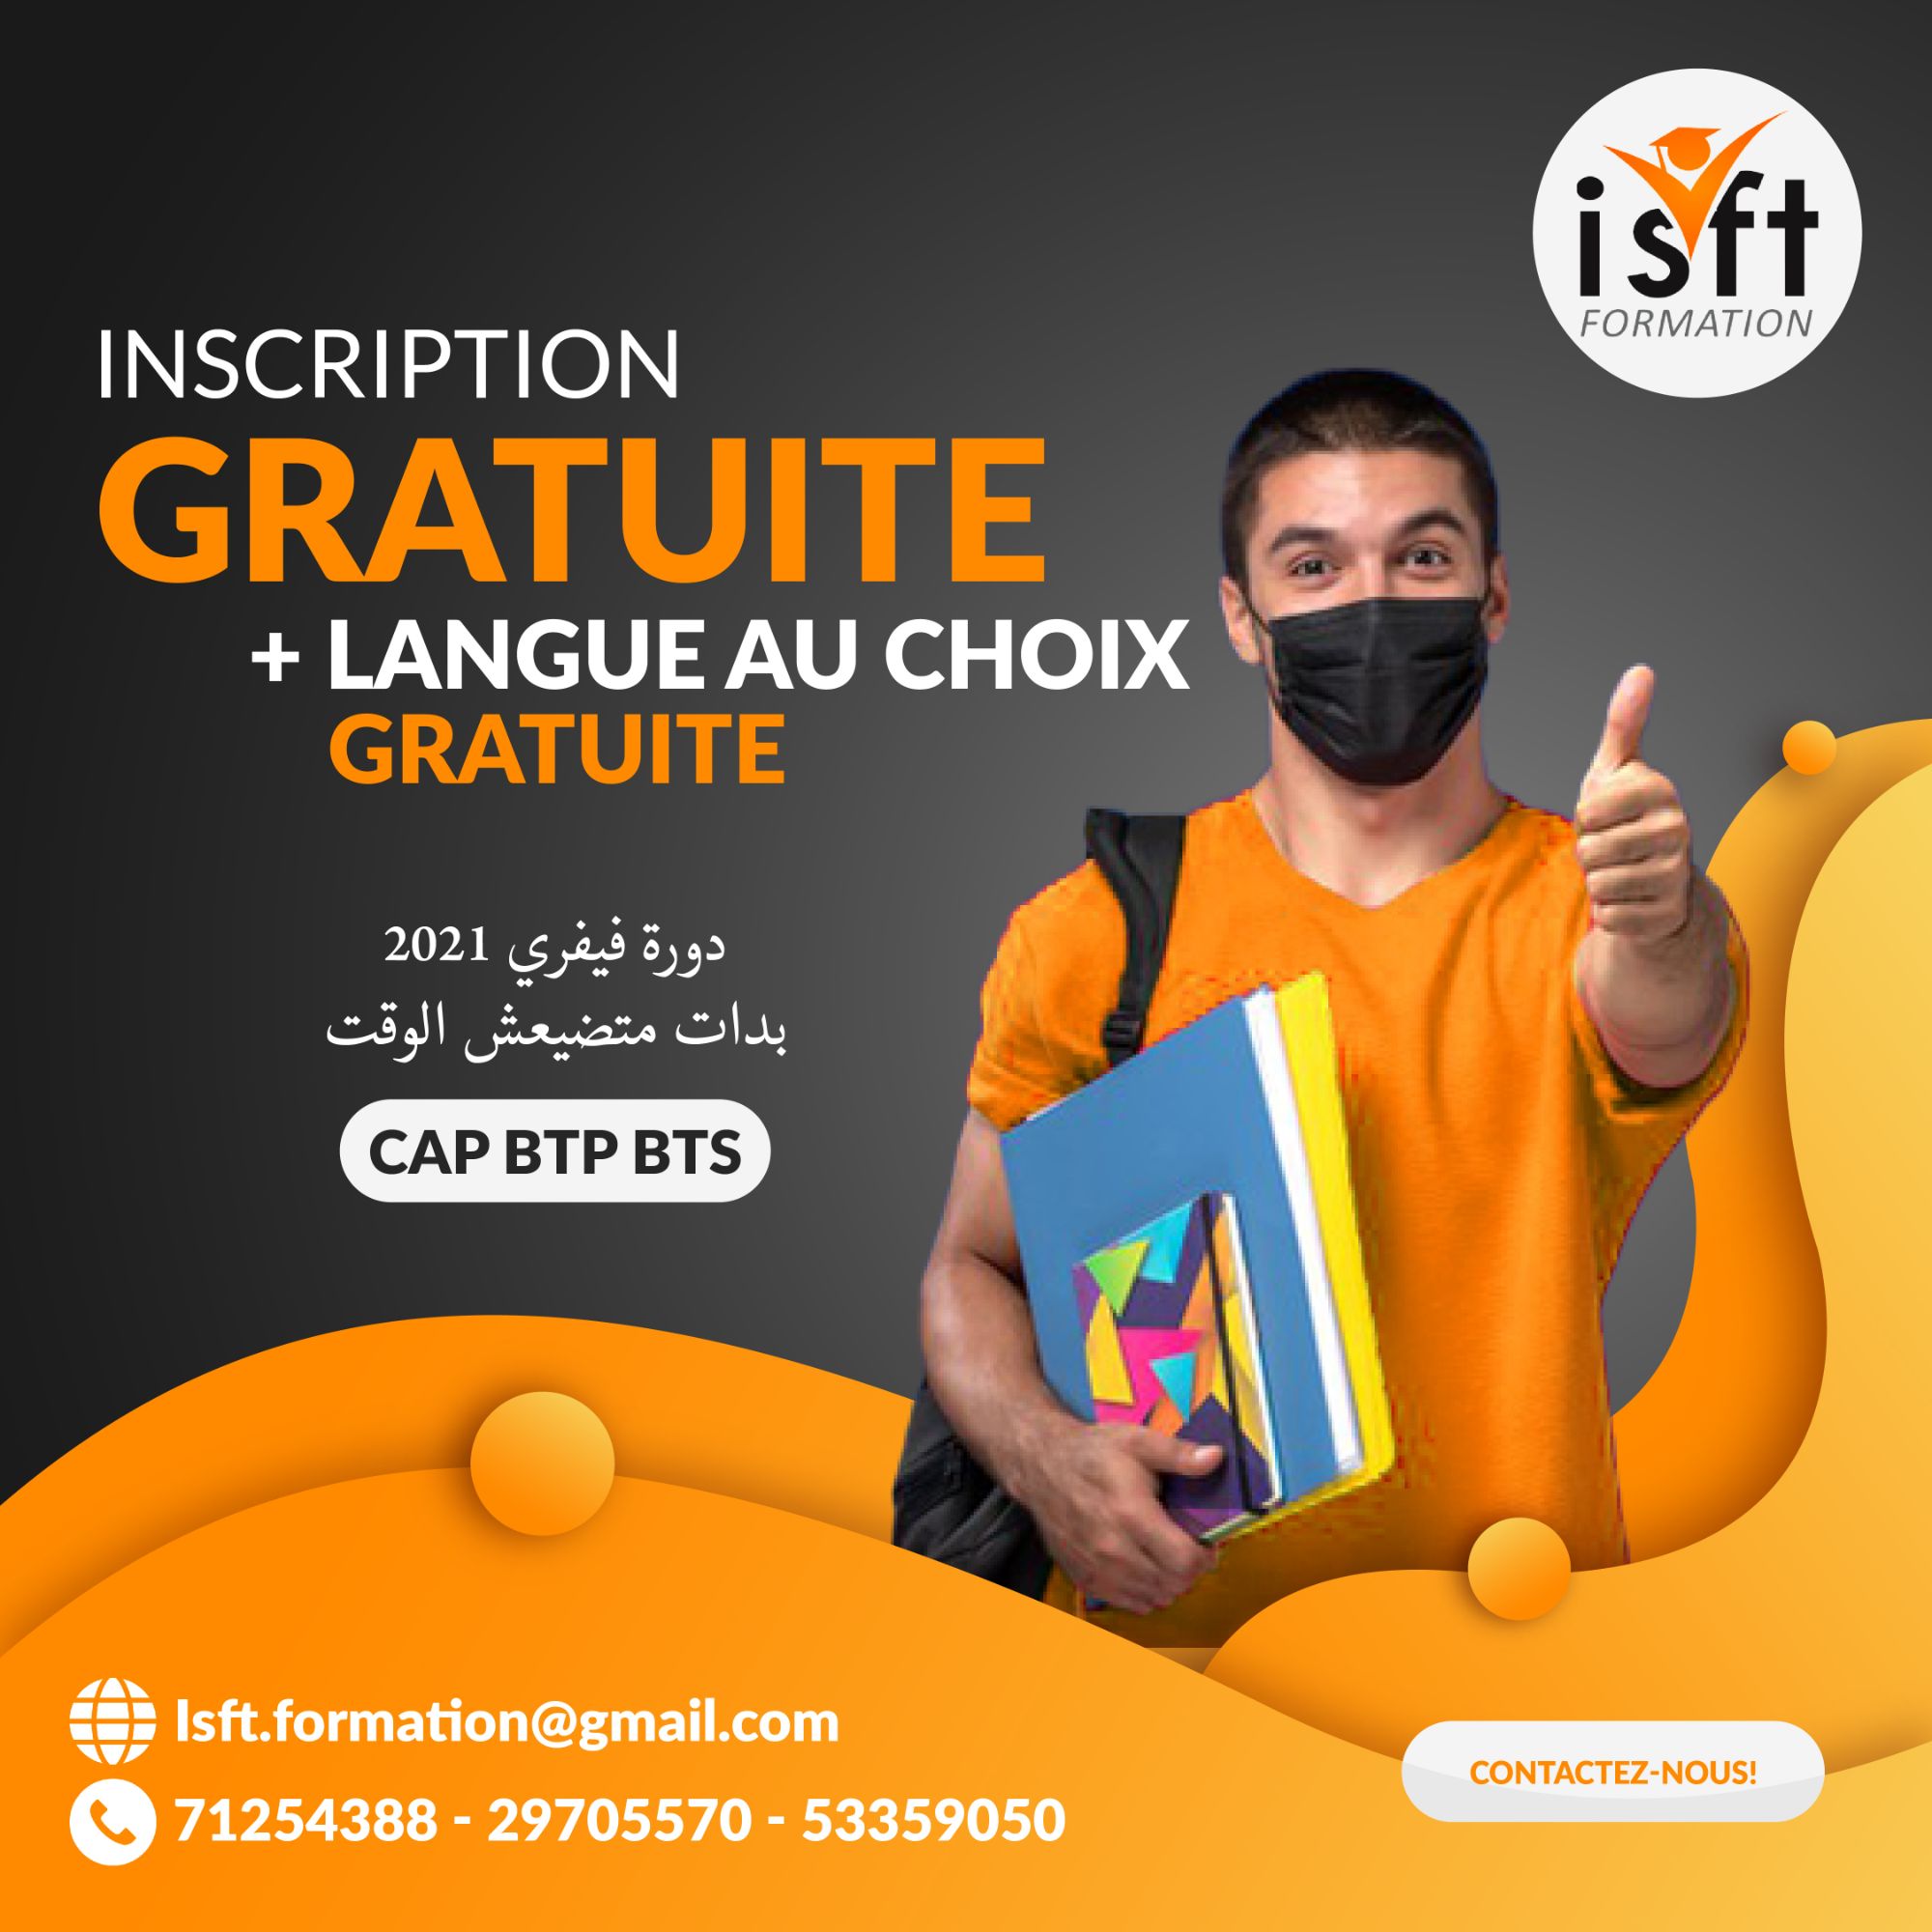 isft
FORMATION
INSCRIPTION
GRATUITE
+ LANGUE AU CHOIX
GRATUITE
دورة فيفري 2021
بدات متضيعش الوقت
CAP BTP BTS
Isft.formation@gmail.com
71254388 - 29705570 - 53359050
CONTACTEZ-NOUS!